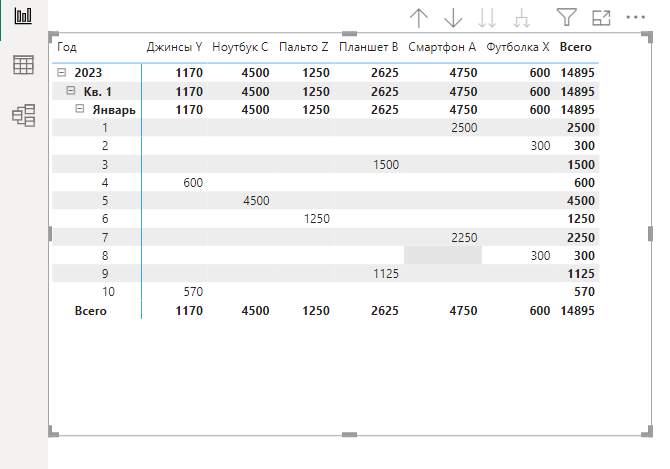 Год Джинсы Y Ноутбук C Пальто Z Планшет B Смартфон A Футболка X Всего
2023 1170 4500 1250 2625 4750 600 14895
Кв. 1 1170 4500 1250 2625 4750 600 14895
Январь 1170 4500 1250 2625 4750 600 14895
1 2500 2500
2 300 300
3 1500 1500
4 600 600
5 4500 4500
6 1250 1250
7 2250 2250
8 300 300
9 1125 1125
10 570 570
Всего 1170 4500 1250 2625 4750 600 14895